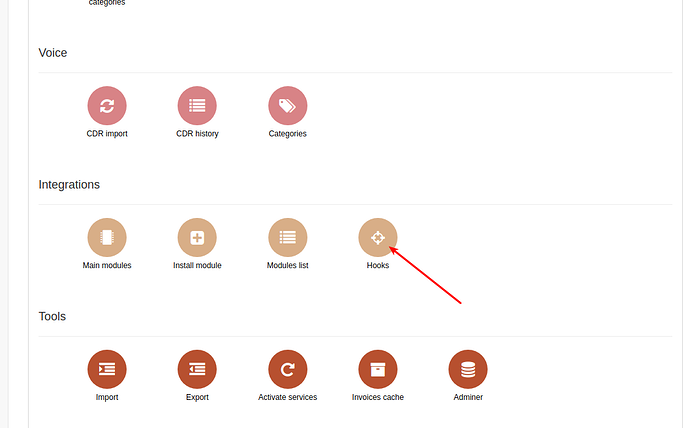 categories
Voice
CDR import
CDR history
Categories
Integrations
Main modules
Install module
Modules list
Hooks
Tools
Import
Export
Activate services
Invoices cache
Adminer